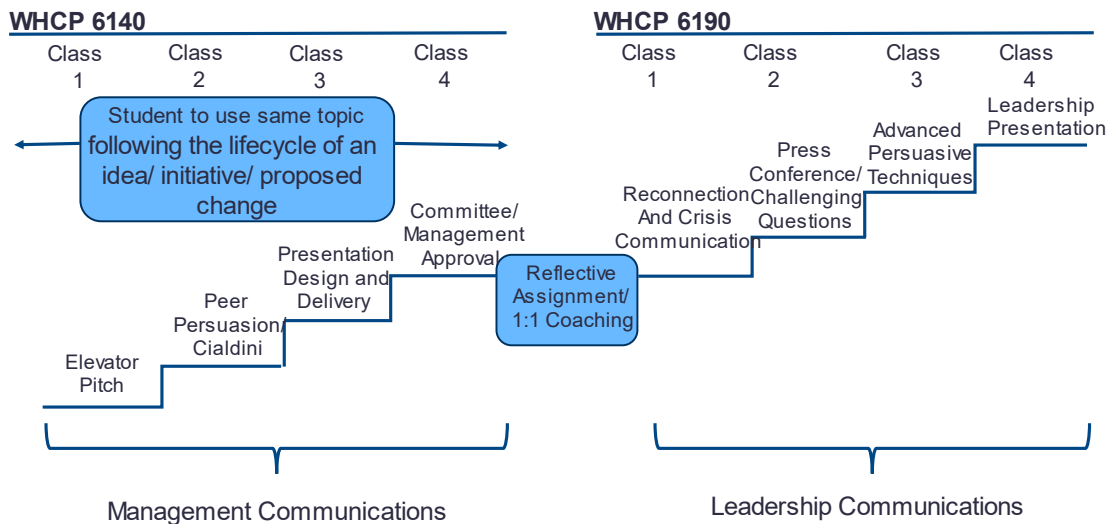 WHCP 6140
Class
1
Class
2
Class
3
Class
4
Student to use same topic
following the lifecycle of an
idea/ initiative/ proposed
change
Elevator
Pitch
Peer
Persuasion/
Cialdini
Presentation
Design and
Delivery
Committee/
Management
Approval
Reflective
Assignment/
1:1 Coaching
Management Communications
WHCP 6190
Class
1
Class
2
Class
3
Class
4
Reconnection
And Crisis
Communication
Press
Conference/
Challenging
Questions
Advanced
Persuasive
Techniques
Leadership
Presentation
Leadership Communications